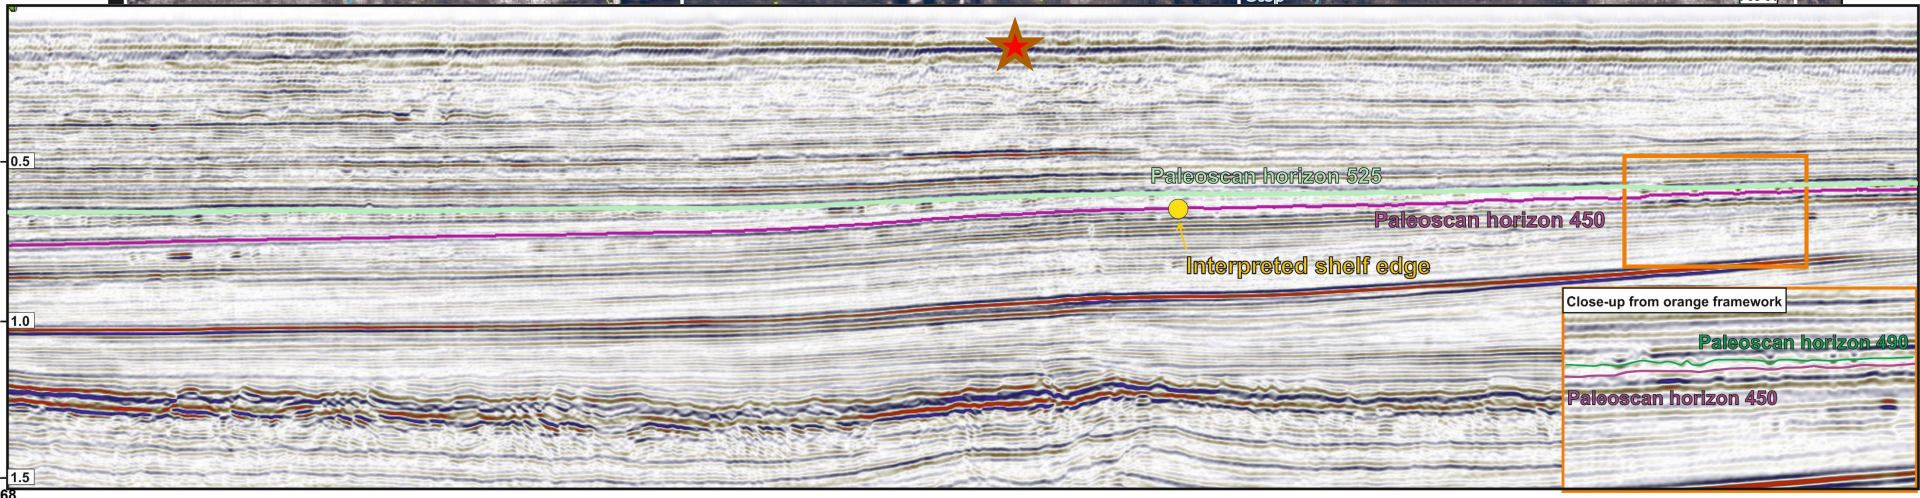 Step
0.5
Paleoscan horizon 525
Paleoscan horizon 450
Interpreted shelf edge
1.0
Close-up from orange framework
Paleoscan horizon 490
Paleoscan horizon 450
1.5
68